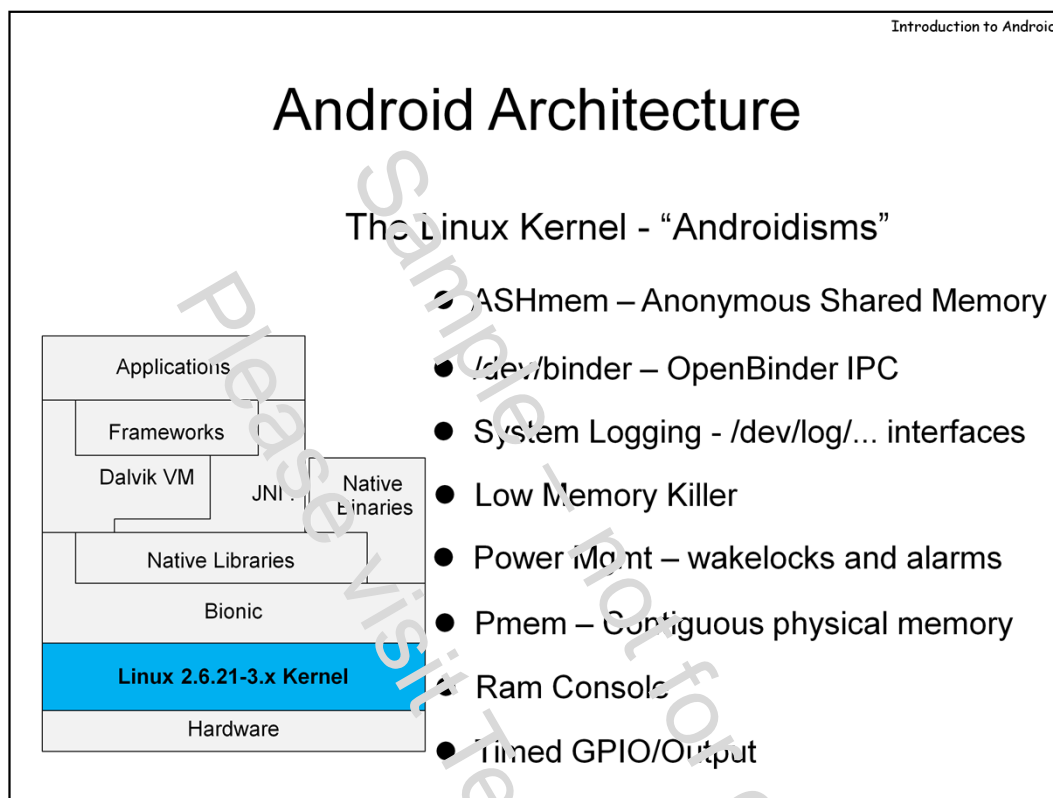 Introduction to Android
Android Architecture
The Linux Kernel - “Androidisms”
● ASHmem – Anonymous Shared Memory
● /dev/binder – OpenBinder IPC
● System Logging - /dev/log/... interfaces
● Low Memory Killer
● Power Mgmt – wakelocks and alarms
● Pmem – Contiguous physical memory
● Ram Console
● Timed GPIO/Output
Applications
Frameworks
Dalvik VM
JNI
Native
Binaries
Native Libraries
Bionic
Linux 2.6.21-3.x Kernel
Hardware
Sample – not for
Please visit